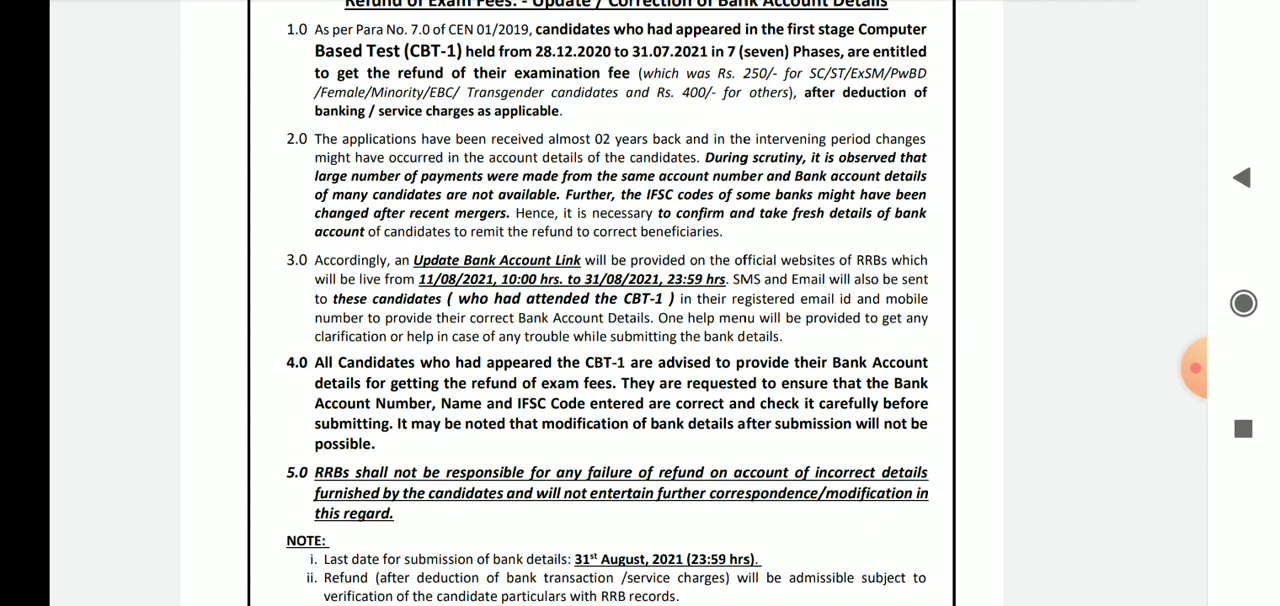 Refund of Exam Fees: - Update / Correction of Bank Account Details
1.0 As per Para No. 7.0 of CEN 01/2019, candidates who had appeared in the first stage Computer
Based Test (CBT-1) held from 28.12.2020 to 31.07.2021 in 7 (seven) Phases, are entitled
to get the refund of their examination fee (which was Rs. 250/- for SC/ST/ExSM/PwBD
/Female/Minority/EBC/ Transgender candidates and Rs. 400/- for others), after deduction of
banking / service charges as applicable.
2.0 The applications have been received almost 02 years back and in the intervening period changes
might have occurred in the account details of the candidates. During scrutiny, it is observed that
large number of payments were made from the same account number and Bank account details
of many candidates are not available. Further, the IFSC codes of some banks might have been
changed after recent mergers. Hence, it is necessary to confirm and take fresh details of bank
account of candidates to remit the refund to correct beneficiaries.
3.0 Accordingly, an Update Bank Account Link will be provided on the official websites of RRBs which
will be live from 11/08/2021, 10:00 hrs. to 31/08/2021, 23:59 hrs. SMS and Email will also be sent
to these candidates ( who had attended the CBT-1 ) in their registered email id and mobile
number to provide their correct Bank Account Details. One help menu will be provided to get any
clarification or help in case of any trouble while submitting the bank details.
4.0 All Candidates who had appeared the CBT-1 are advised to provide their Bank Account
details for getting the refund of exam fees. They are requested to ensure that the Bank
Account Number, Name and IFSC Code entered are correct and check it carefully before
submitting. It may be noted that modification of bank details after submission will not be
possible.
5.0 RRBs shall not be responsible for any failure of refund on account of incorrect details
furnished by the candidates and will not entertain further correspondence/modification in
this regard.
NOTE:
i. Last date for submission of bank details: 31st August, 2021 (23:59 hrs).
ii. Refund (after deduction of bank transaction /service charges) will be admissible subject to
verification of the candidate particulars with RRB records.